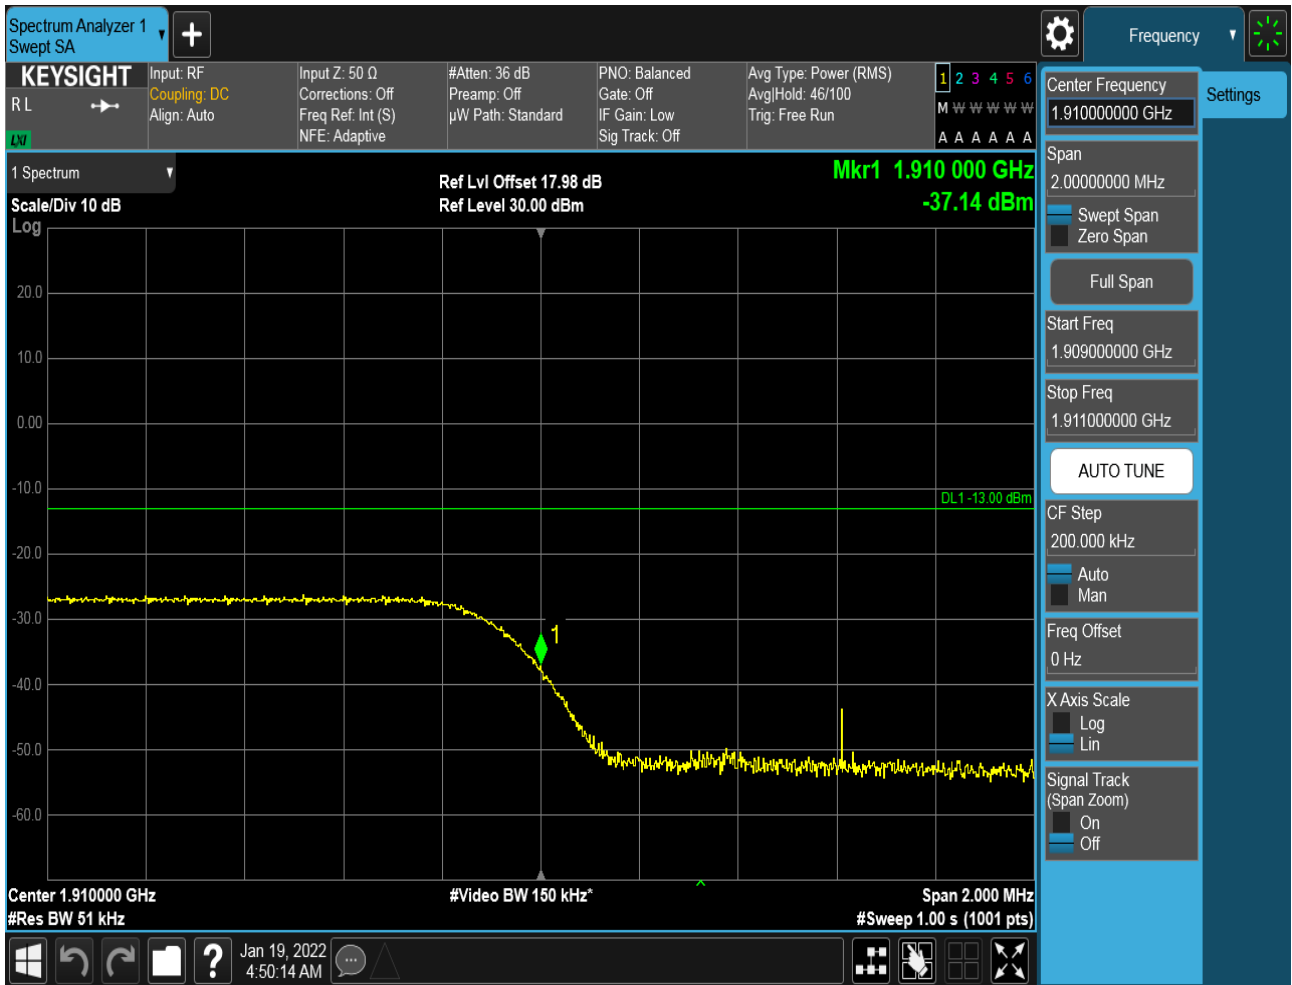 Spectrum Analyzer 1
Swept SA
Frequency
KEYSIGHT
R L
LXI
Input: RF
Coupling: DC
Align: Auto
Input Z: 50 Ω
Corrections: Off
Freq Ref: Int (S)
NFE: Adaptive
#Atten: 36 dB
Preamp: Off
µW Path: Standard
PNO: Balanced
Gate: Off
IF Gain: Low
Sig Track: Off
Avg Type: Power (RMS)
Avg|Hold: 46/100
Trig: Free Run
1 2 3 4 5 6
M W W W W W
A A A A A A
1 Spectrum
Scale/Div 10 dB
Log
Ref Lvl Offset 17.98 dB
Ref Level 30.00 dBm
Mkr1 1.910 000 GHz
-37.14 dBm
20.0
10.0
0.00
-10.0
-20.0
-30.0
-40.0
-50.0
-60.0
DL1 -13.00 dBm
1
Center 1.910000 GHz
#Res BW 51 kHz
#Video BW 150 kHz*
Span 2.000 MHz
#Sweep 1.00 s (1001 pts)
Center Frequency
1.910000000 GHz
Settings
Span
2.00000000 MHz
Swept Span
Zero Span
Full Span
Start Freq
1.909000000 GHz
Stop Freq
1.911000000 GHz
AUTO TUNE
CF Step
200.000 kHz
Auto
Man
Freq Offset
0 Hz
X Axis Scale
Log
Lin
Signal Track
(Span Zoom)
On
Off
?
Jan 19, 2022
4:50:14 AM